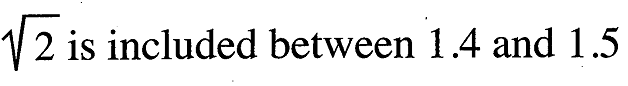 √2 is included between 1.4 and 1.5